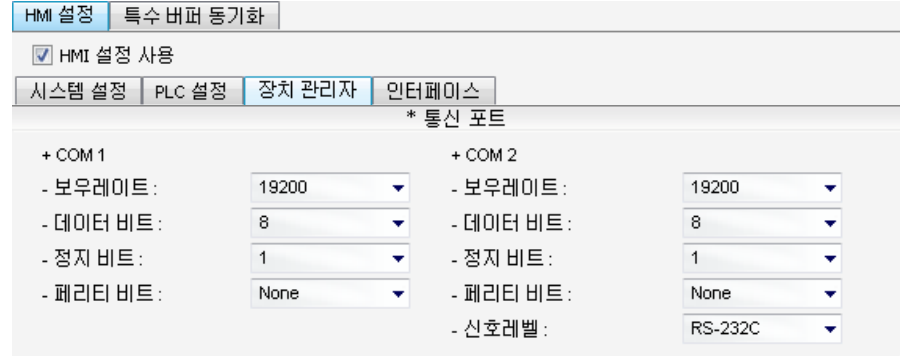 HMI 설정 특수 버퍼 동기화
HMI 설정 사용
시스템 설정 PLC 설정 장치 관리자 인터페이스
* 통신 포트
+ COM 1 + COM 2
- 보우레이트 : 19200 - 보우레이트 : 19200
- 데이터 비트 : 8 - 데이터 비트 : 8
- 정지 비트 : 1 - 정지 비트 : 1
- 페리티 비트 : None - 페리티 비트 : None
- 신호레벨 : RS-232C